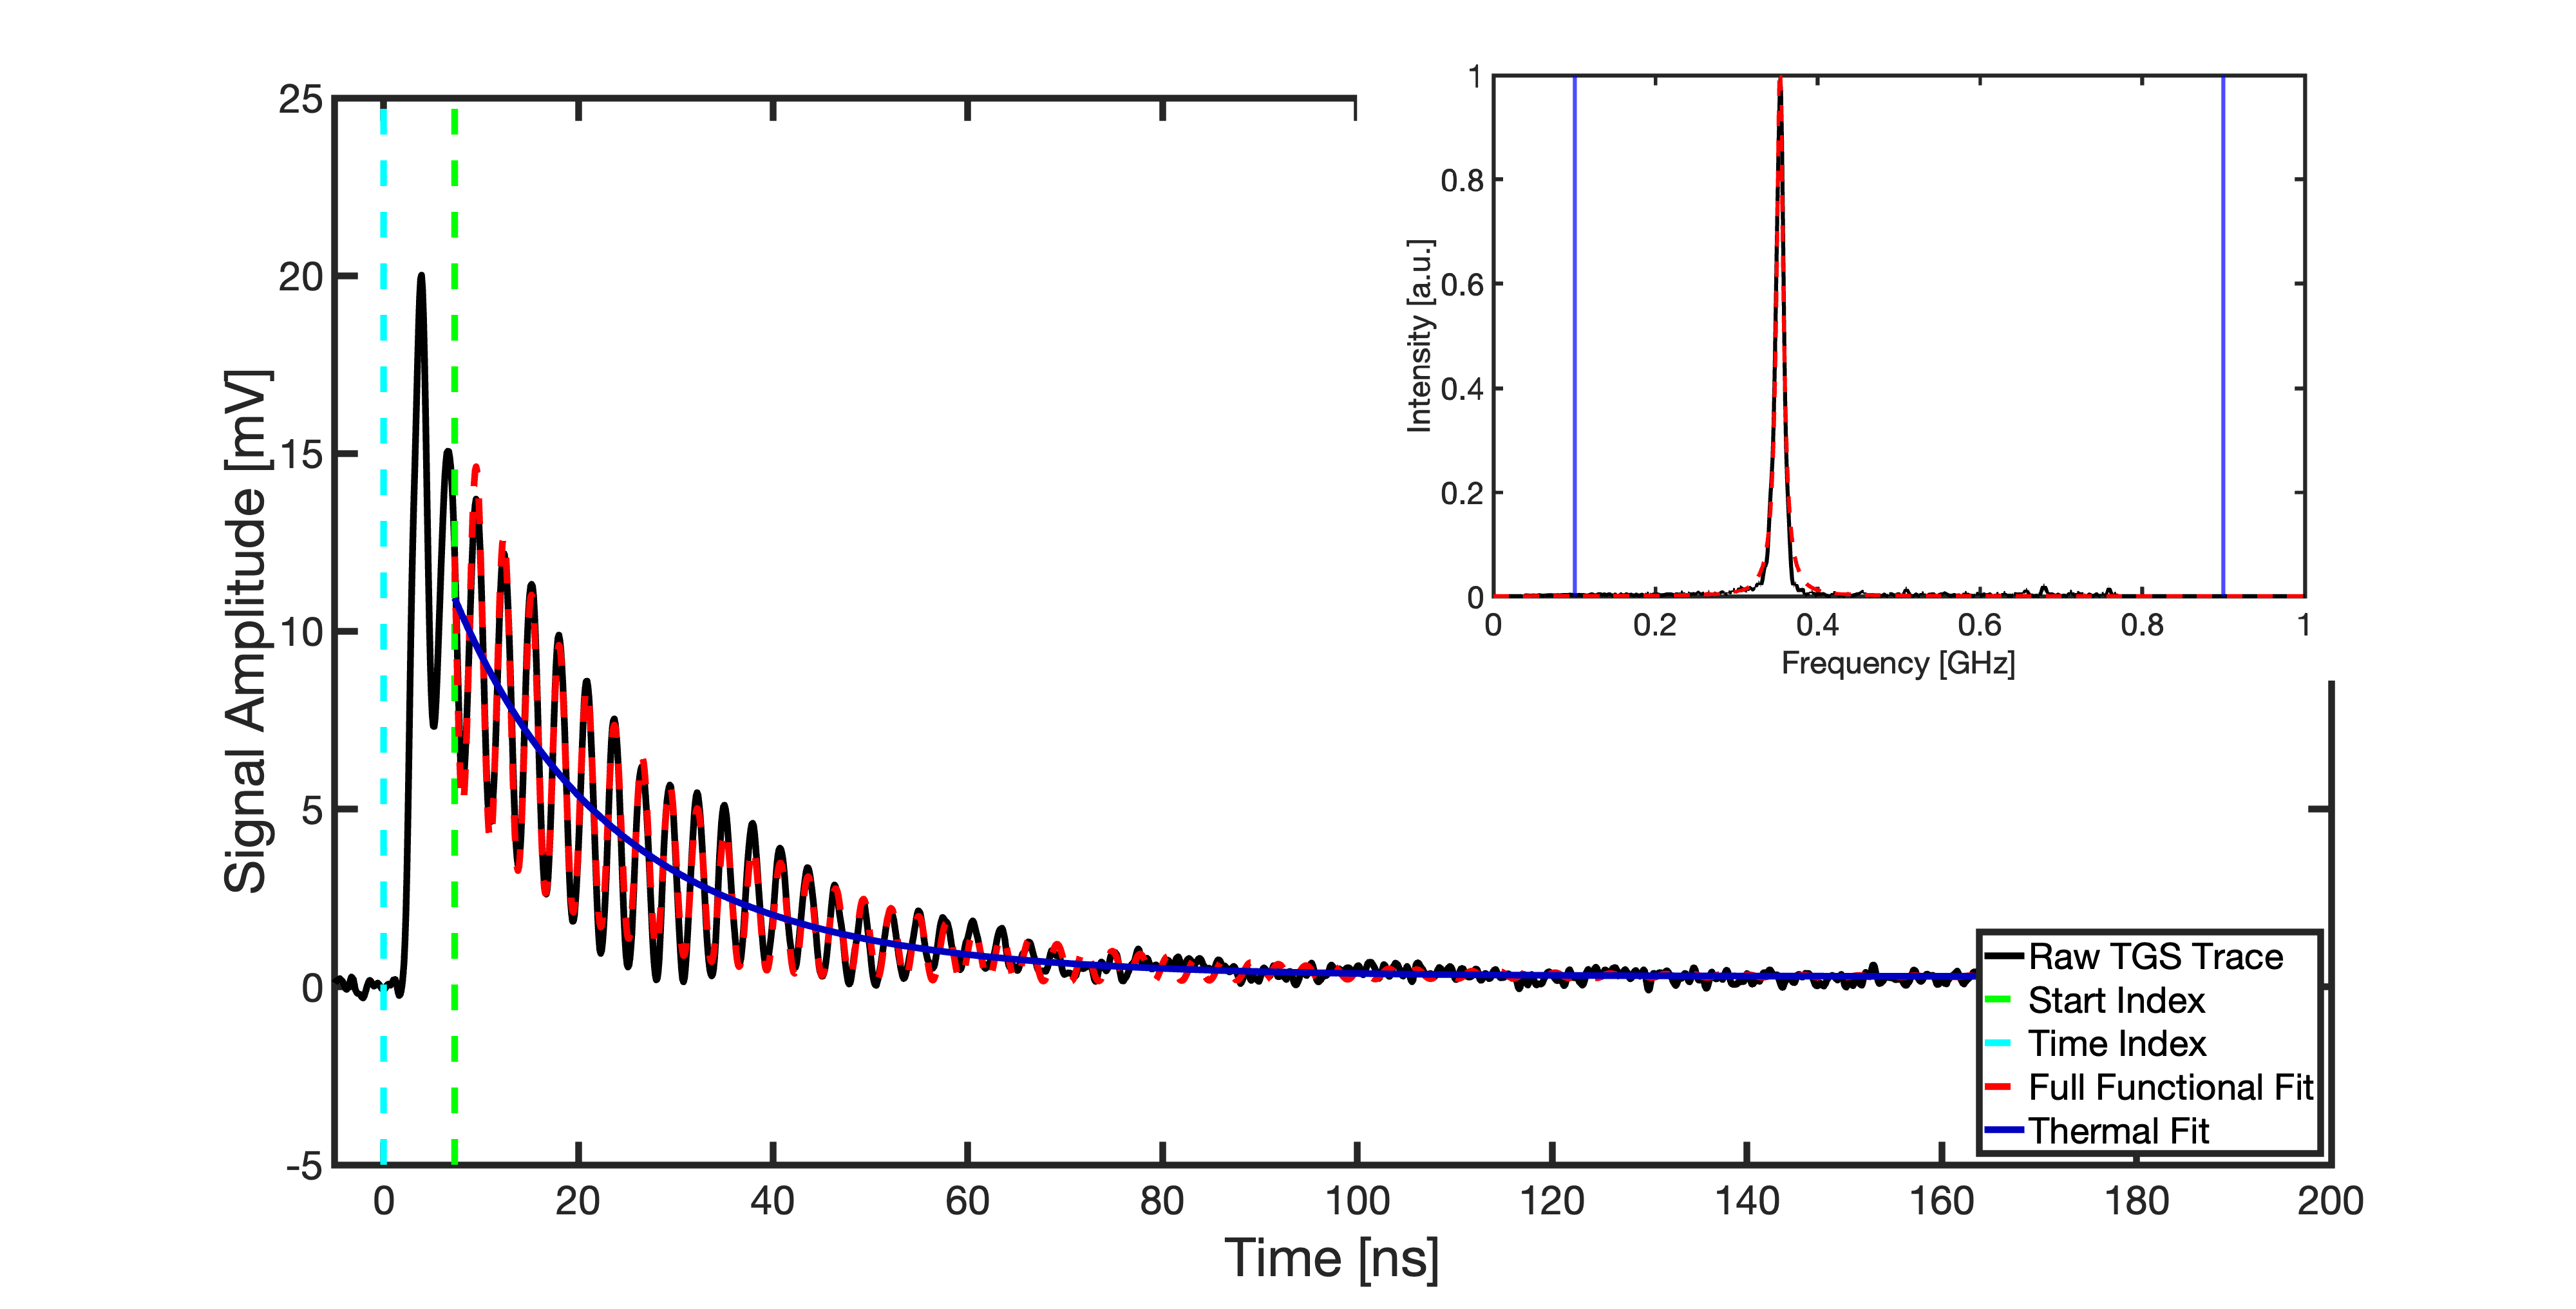 25
20
15
10
5
0
-5
Signal Amplitude [mV]
0 20 40 60 80 100 120 140 160 180 200
Time [ns]
1
0.8
0.6
0.4
0.2
0
Intensity [a.u.]
0 0.2 0.4 0.6 0.8 1
Frequency [GHz]
Raw TGS Trace
Start Index
Time Index
Full Functional Fit
Thermal Fit